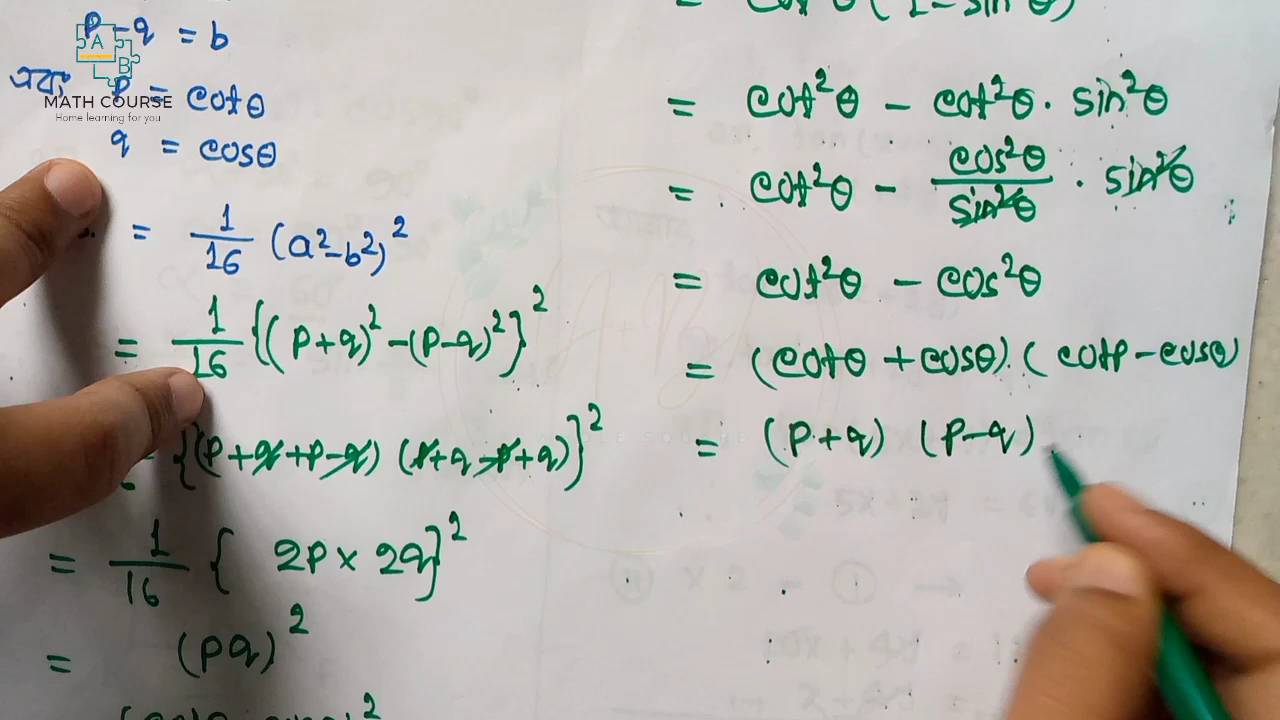 P - q = b
এবং P = cotθ
q = cosθ
= 1/16 (a² - b²)²
= 1/16 {(P+q)² - (P-q)²}²
{(P+q+P-q) (P+q-P+q)}²
= 1/16 { 2P × 2q}²
= (Pq)²
= cot²θ - cot²θ · sin²θ
= cot²θ - cos²θ/sin²θ · sin²θ
= cot²θ - cos²θ
= (cotθ + cosθ) · (cotP - cosθ)
= (P+q) (P-q)
A
B
MATH COURSE
Home learning for you